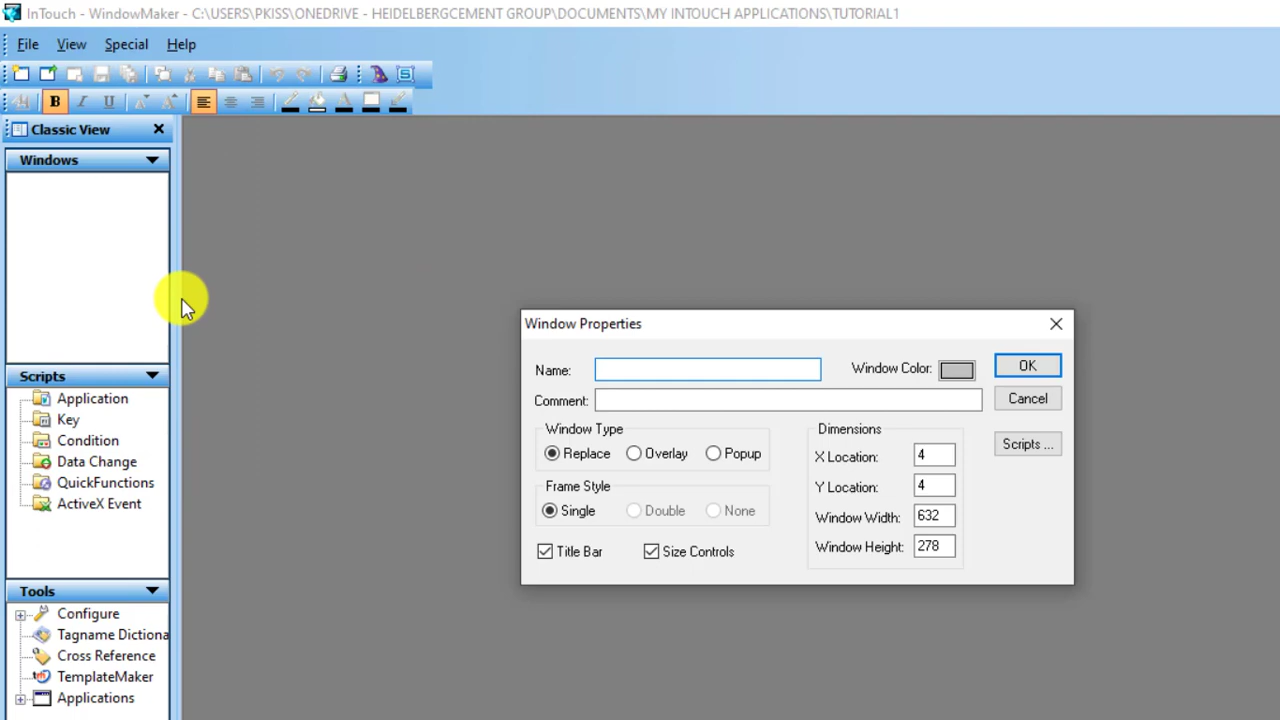 InTouch - WindowMaker - C:\USERS\PKISS\ONEDRIVE - HEIDELBERGCEMENT GROUP\DOCUMENTS\MY INTOUCH APPLICATIONS\TUTORIAL1
File View Special Help
B I U
Classic View
Windows
Scripts
Application
Key
Condition
Data Change
QuickFunctions
ActiveX Event
Tools
Configure
Tagname Dictiona
Cross Reference
TemplateMaker
Applications
Window Properties
Name: Window Color: OK
Comment: Cancel
Window Type Dimensions
Scripts ...
Replace Overlay Popup X Location: 4
Frame Style Y Location: 4
Single Double None Window Width: 632
Title Bar Size Controls Window Height: 278